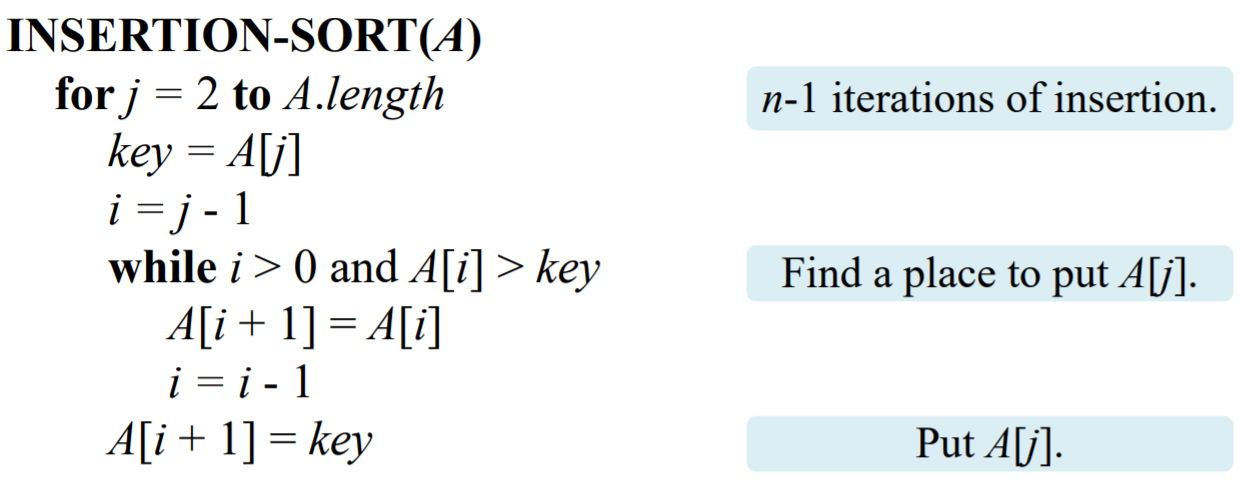 INSERTION-SORT(A)
for j = 2 to A.length
n-1 iterations of insertion.
key = A[j]
i = j - 1
while i > 0 and A[i] > key
Find a place to put A[j].
A[i + 1] = A[i]
i = i - 1
A[i + 1] = key
Put A[j].